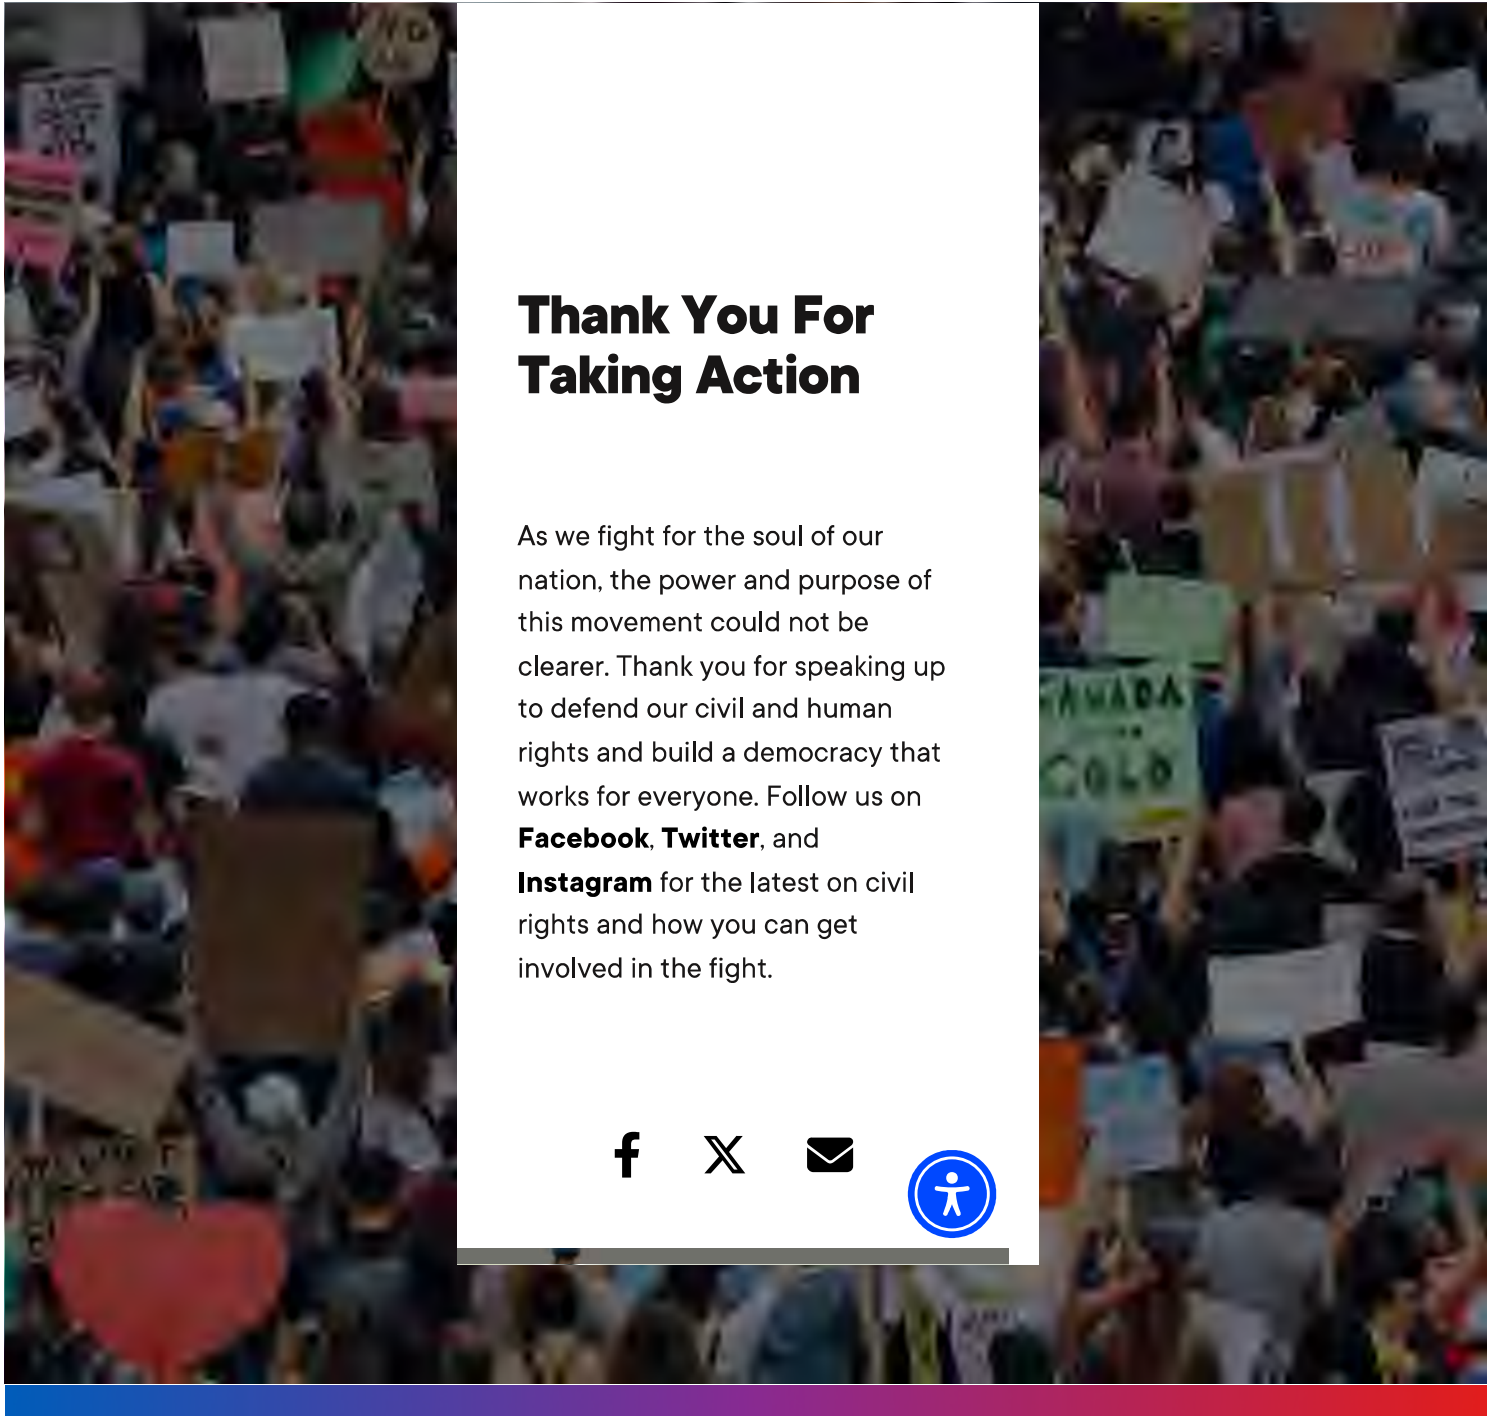 Thank You For
Taking Action
As we fight for the soul of our
nation, the power and purpose of
this movement could not be
clearer. Thank you for speaking up
to defend our civil and human
rights and build a democracy that
works for everyone. Follow us on
Facebook, Twitter, and
Instagram for the latest on civil
rights and how you can get
involved in the fight.
COLD